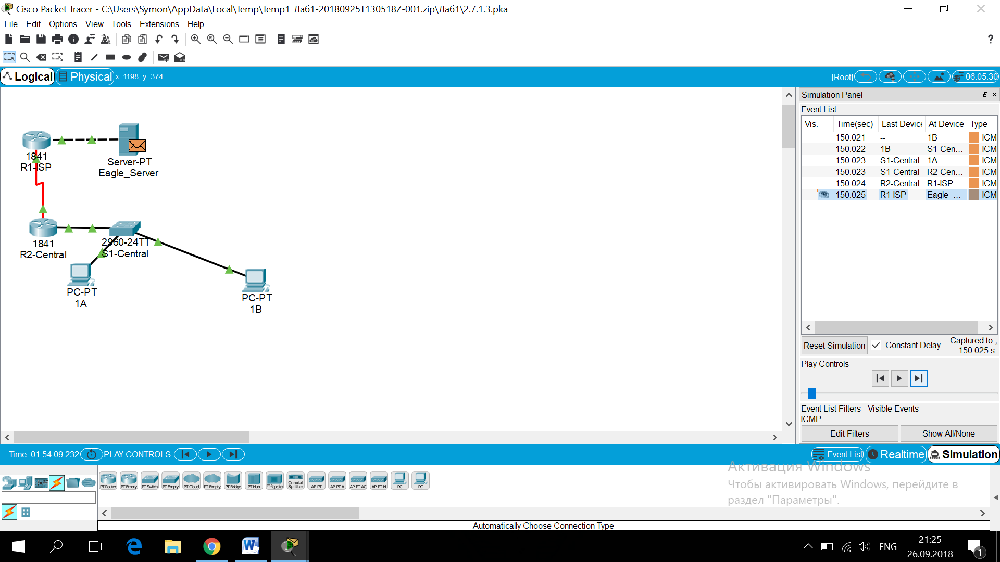 Cisco Packet Tracer - C:\Users\Symon\AppData\Local\Temp\Temp1_Ла61-20180925T130518Z-001.zip\Ла61\2.7.1.3.pka
File Edit Options View Tools Extensions Help
?
Logical Physical x: 1198, y: 374 [Root] 06:05:30
1841
R1-ISP
Server-PT
Eagle_Server
1841
R2-Central
2960-24TT
S1-Central
PC-PT
1A
PC-PT
1B
Simulation Panel
Event List
Vis. Time(sec) Last Device At Device Type
150.021 -- 1B ICM
150.022 1B S1-Cen... ICM
150.023 S1-Central 1A ICM
150.023 S1-Central R2-Cen... ICM
150.024 R2-Central R1-ISP ICM
150.025 R1-ISP Eagle_... ICM
Reset Simulation Constant Delay Captured to:
150.025 s
Play Controls
Event List Filters - Visible Events
ICMP
Edit Filters Show All/None
Time: 01:54:09.232 PLAY CONTROLS: Event List Realtime Simulation
PT-Router PT-Empty PT-Switch PT-Empty PT-Cloud PT-Empty PT-Bridge PT-Hub PT-Repeater Coaxial Splitter AP-PT AP-PT-A AP-PT-AC AP-PT-N PC PC
Активация Windows
Чтобы активировать Windows, перейдите в
раздел "Параметры".
Automatically Choose Connection Type
ENG
21:25
26.09.2018
1